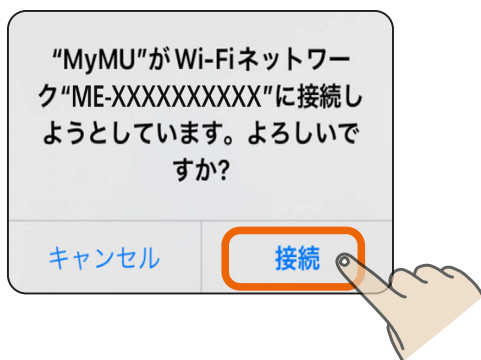 “MyMU”がWi-Fiネットワー
ク“ME-XXXXXXXXXX”に接続し
ようとしています。よろしいで
すか?
キャンセル
接続